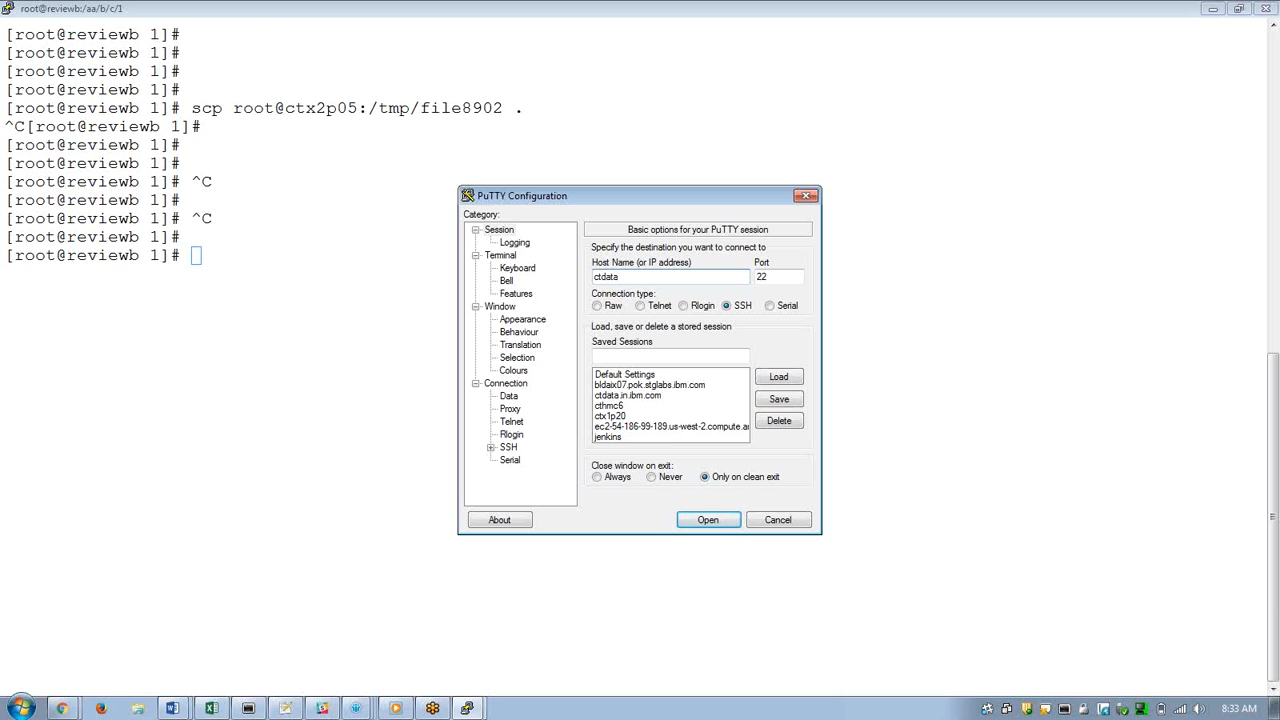 root@reviewb:/aa/b/c/1
[root@reviewb 1]#
[root@reviewb 1]#
[root@reviewb 1]#
[root@reviewb 1]#
[root@reviewb 1]# scp root@ctx2p05:/tmp/file8902 .
^C[root@reviewb 1]#
[root@reviewb 1]#
[root@reviewb 1]#
[root@reviewb 1]# ^C
[root@reviewb 1]#
[root@reviewb 1]# ^C
[root@reviewb 1]#
[root@reviewb 1]#
PuTTY Configuration
Category:
Session
Logging
Terminal
Keyboard
Bell
Features
Window
Appearance
Behaviour
Translation
Selection
Colours
Connection
Data
Proxy
Telnet
Rlogin
SSH
Serial
Basic options for your PuTTY session
Specify the destination you want to connect to
Host Name (or IP address) Port
ctdata 22
Connection type:
Raw Telnet Rlogin SSH Serial
Load, save or delete a stored session
Saved Sessions
Default Settings
bldaix07.pok.stglabs.ibm.com
ctdata.in.ibm.com
cthmc6
ctx1p20
ec2-54-186-99-189.us-west-2.compute.ar
jenkins
Load
Save
Delete
Close window on exit:
Always Never Only on clean exit
About Open Cancel
8:33 AM